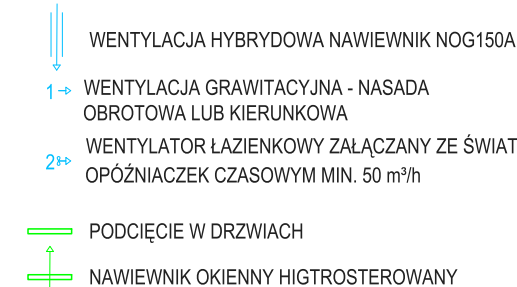 WENTYLACJA HYBRYDOWA NAWIEWNIK NOG150A
1 WENTYLACJA GRAWITACYJNA - NASADA
OBROTOWA LUB KIERUNKOWA
WENTYLATOR ŁAZIENKOWY ZAŁĄCZANY ZE ŚWIAT
2 OPÓŹNIACZEK CZASOWYM MIN. 50 m³/h
PODCIĘCIE W DRZWIACH
NAWIEWNIK OKIENNY HIGTROSTEROWANY